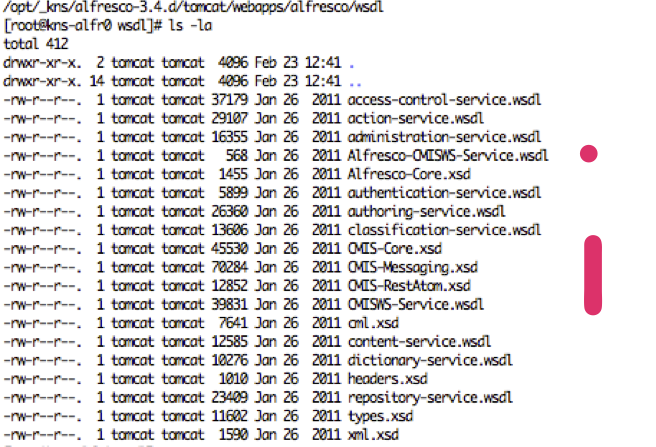 /opt/_kns/alfresco-3.4.d/tomcat/webapps/alfresco/wsdl
[root@kns-alfr0 wsdl]# ls -la
total 412
drwxr-xr-x.  2 tomcat tomcat  4096 Feb 23 12:41 .
drwxr-xr-x. 14 tomcat tomcat  4096 Feb 23 12:41 ..
-rw-r--r--.  1 tomcat tomcat 37179 Jan 26  2011 access-control-service.wsdl
-rw-r--r--.  1 tomcat tomcat 29107 Jan 26  2011 action-service.wsdl
-rw-r--r--.  1 tomcat tomcat 16355 Jan 26  2011 administration-service.wsdl
-rw-r--r--.  1 tomcat tomcat   568 Jan 26  2011 Alfresco-CMISWS-Service.wsdl
-rw-r--r--.  1 tomcat tomcat  1455 Jan 26  2011 Alfresco-Core.xsd
-rw-r--r--.  1 tomcat tomcat  5899 Jan 26  2011 authentication-service.wsdl
-rw-r--r--.  1 tomcat tomcat 26360 Jan 26  2011 authoring-service.wsdl
-rw-r--r--.  1 tomcat tomcat 13606 Jan 26  2011 classification-service.wsdl
-rw-r--r--.  1 tomcat tomcat 45530 Jan 26  2011 CMIS-Core.xsd
-rw-r--r--.  1 tomcat tomcat 70284 Jan 26  2011 CMIS-Messaging.xsd
-rw-r--r--.  1 tomcat tomcat 12852 Jan 26  2011 CMIS-RestAtom.xsd
-rw-r--r--.  1 tomcat tomcat 39831 Jan 26  2011 CMISWS-Service.wsdl
-rw-r--r--.  1 tomcat tomcat  7641 Jan 26  2011 cml.xsd
-rw-r--r--.  1 tomcat tomcat 12585 Jan 26  2011 content-service.wsdl
-rw-r--r--.  1 tomcat tomcat 10276 Jan 26  2011 dictionary-service.wsdl
-rw-r--r--.  1 tomcat tomcat  1010 Jan 26  2011 headers.xsd
-rw-r--r--.  1 tomcat tomcat 23409 Jan 26  2011 repository-service.wsdl
-rw-r--r--.  1 tomcat tomcat 11602 Jan 26  2011 types.xsd
-rw-r--r--.  1 tomcat tomcat  1590 Jan 26  2011 xml.xsd